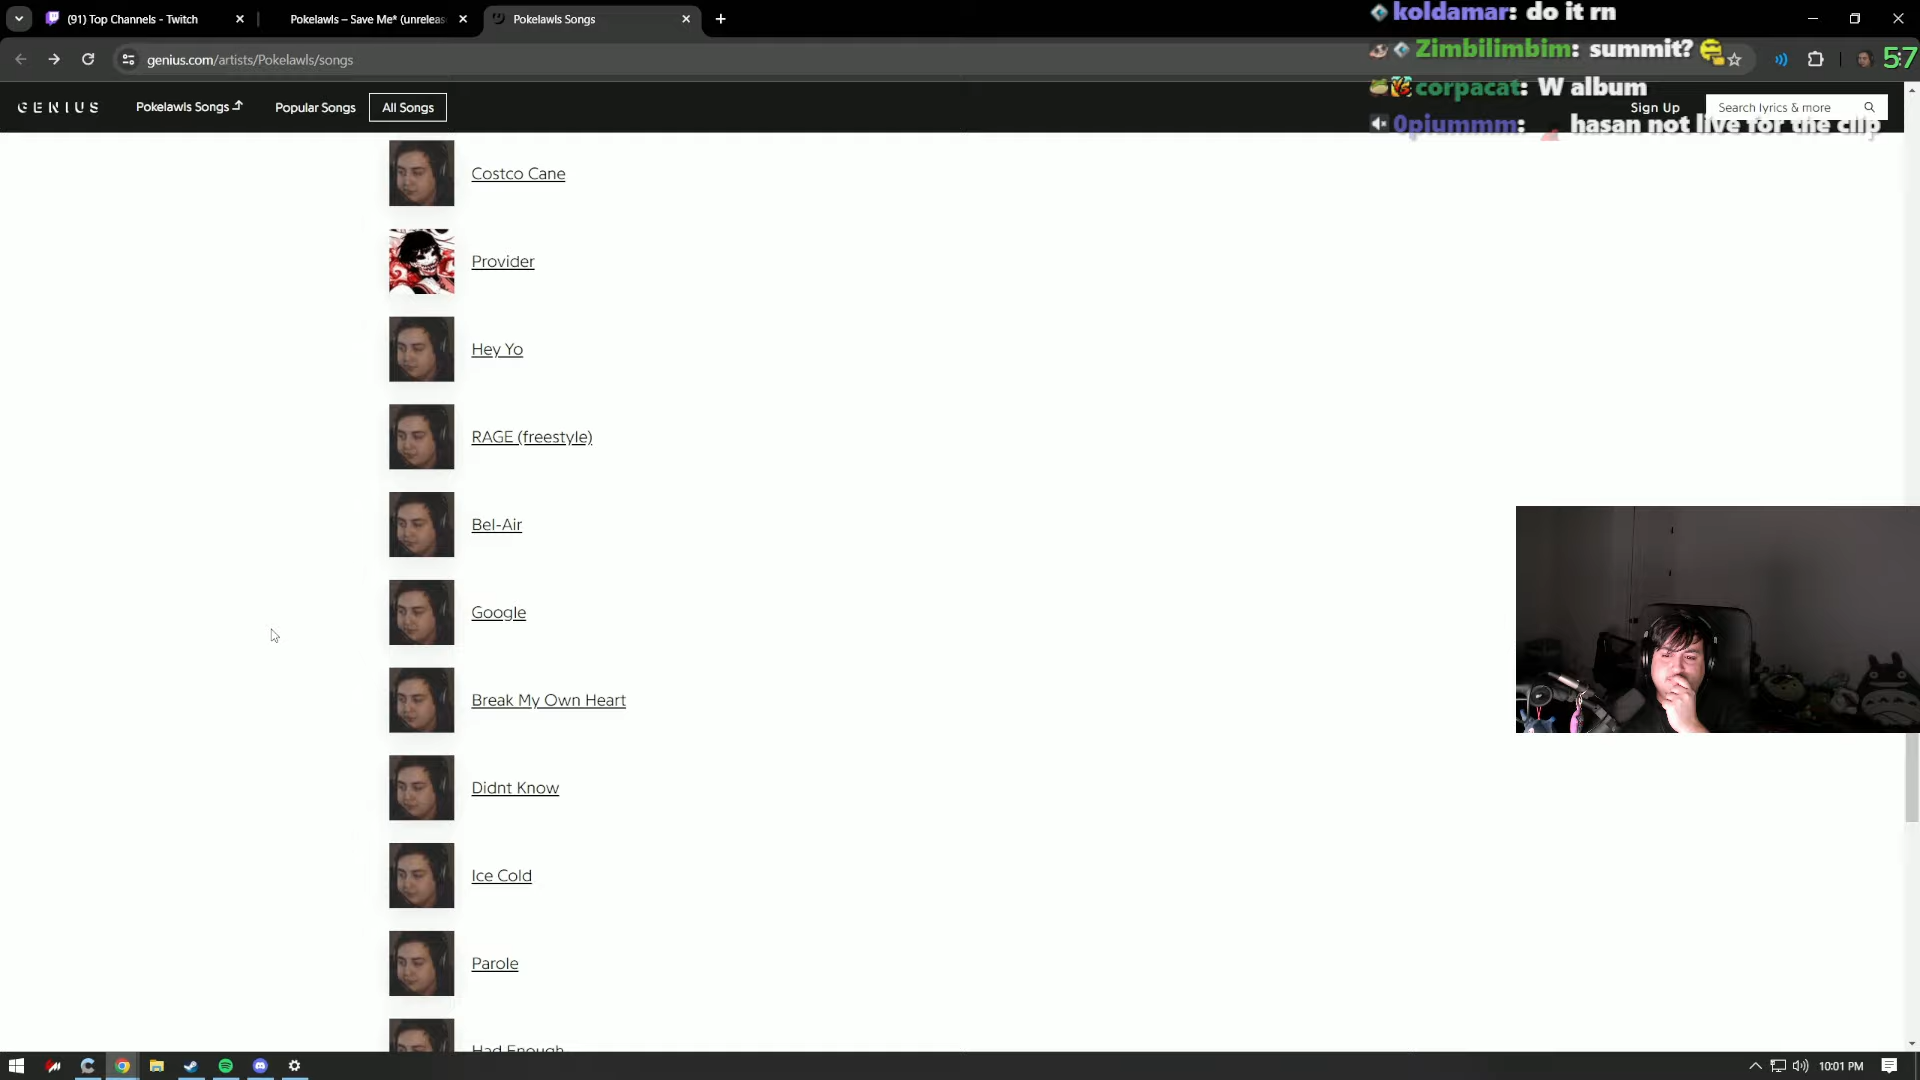 (91) Top Channels - Twitch
Pokelawls – Save Me* (unreleas
Pokelawls Songs
koldamar: do it rn
genius.com/artists/Pokelawls/songs
Zimbilimbim: summit?
57
GENIUS
Pokelawls Songs
Popular Songs
All Songs
corpacat: W album
Sign Up
Search lyrics & more
0piummm: hasan not live for the clip
Costco Cane
Provider
Hey Yo
RAGE (freestyle)
Bel-Air
Google
Break My Own Heart
Didnt Know
Ice Cold
Parole
Had Enough
10:01 PM